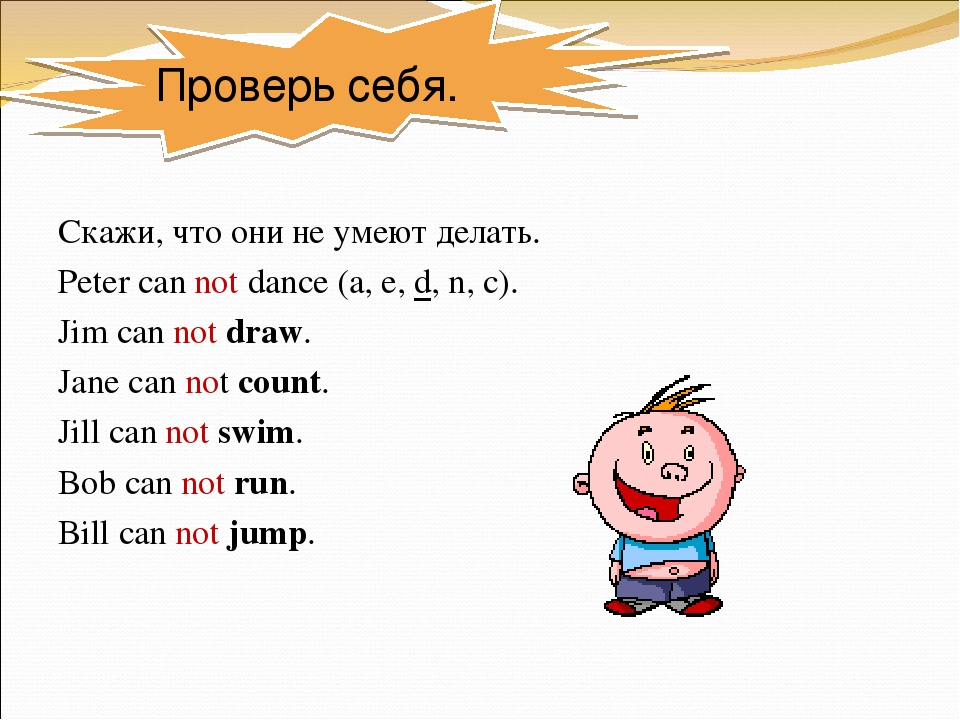 Проверь себя.
Скажи, что они не умеют делать.
Peter can not dance (a, e, d, n, c).
Jim can not draw.
Jane can not count.
Jill can not swim.
Bob can not run.
Bill can not jump.